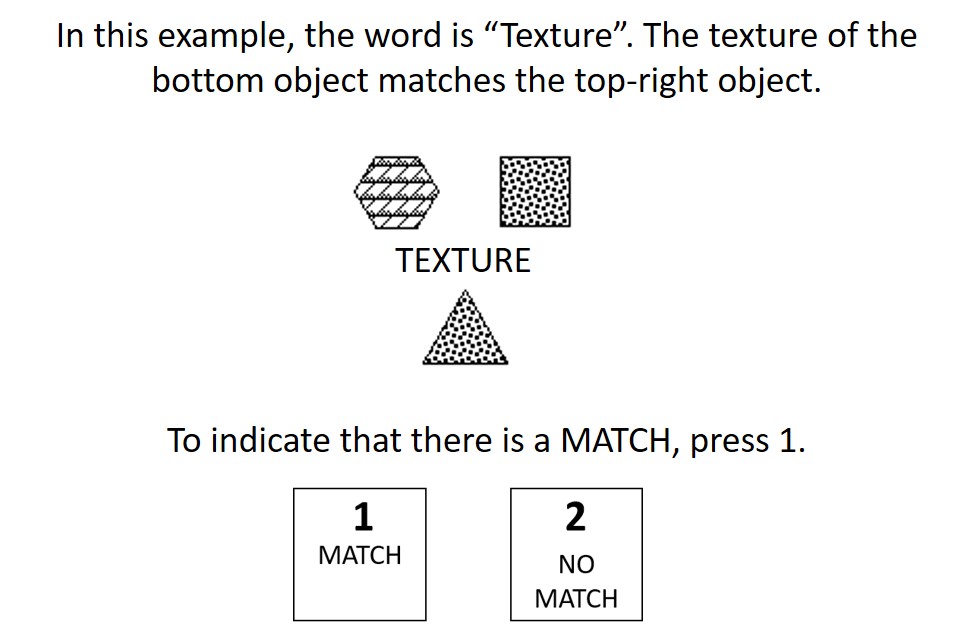 In this example, the word is “Texture”. The texture of the
bottom object matches the top-right object.
TEXTURE
To indicate that there is a MATCH, press 1.
1
MATCH
2
NO
MATCH